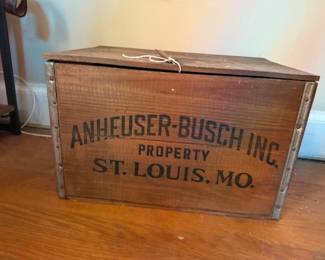 ANHEUSER-BUSCH INC.
PROPERTY
ST. LOUIS, MO.